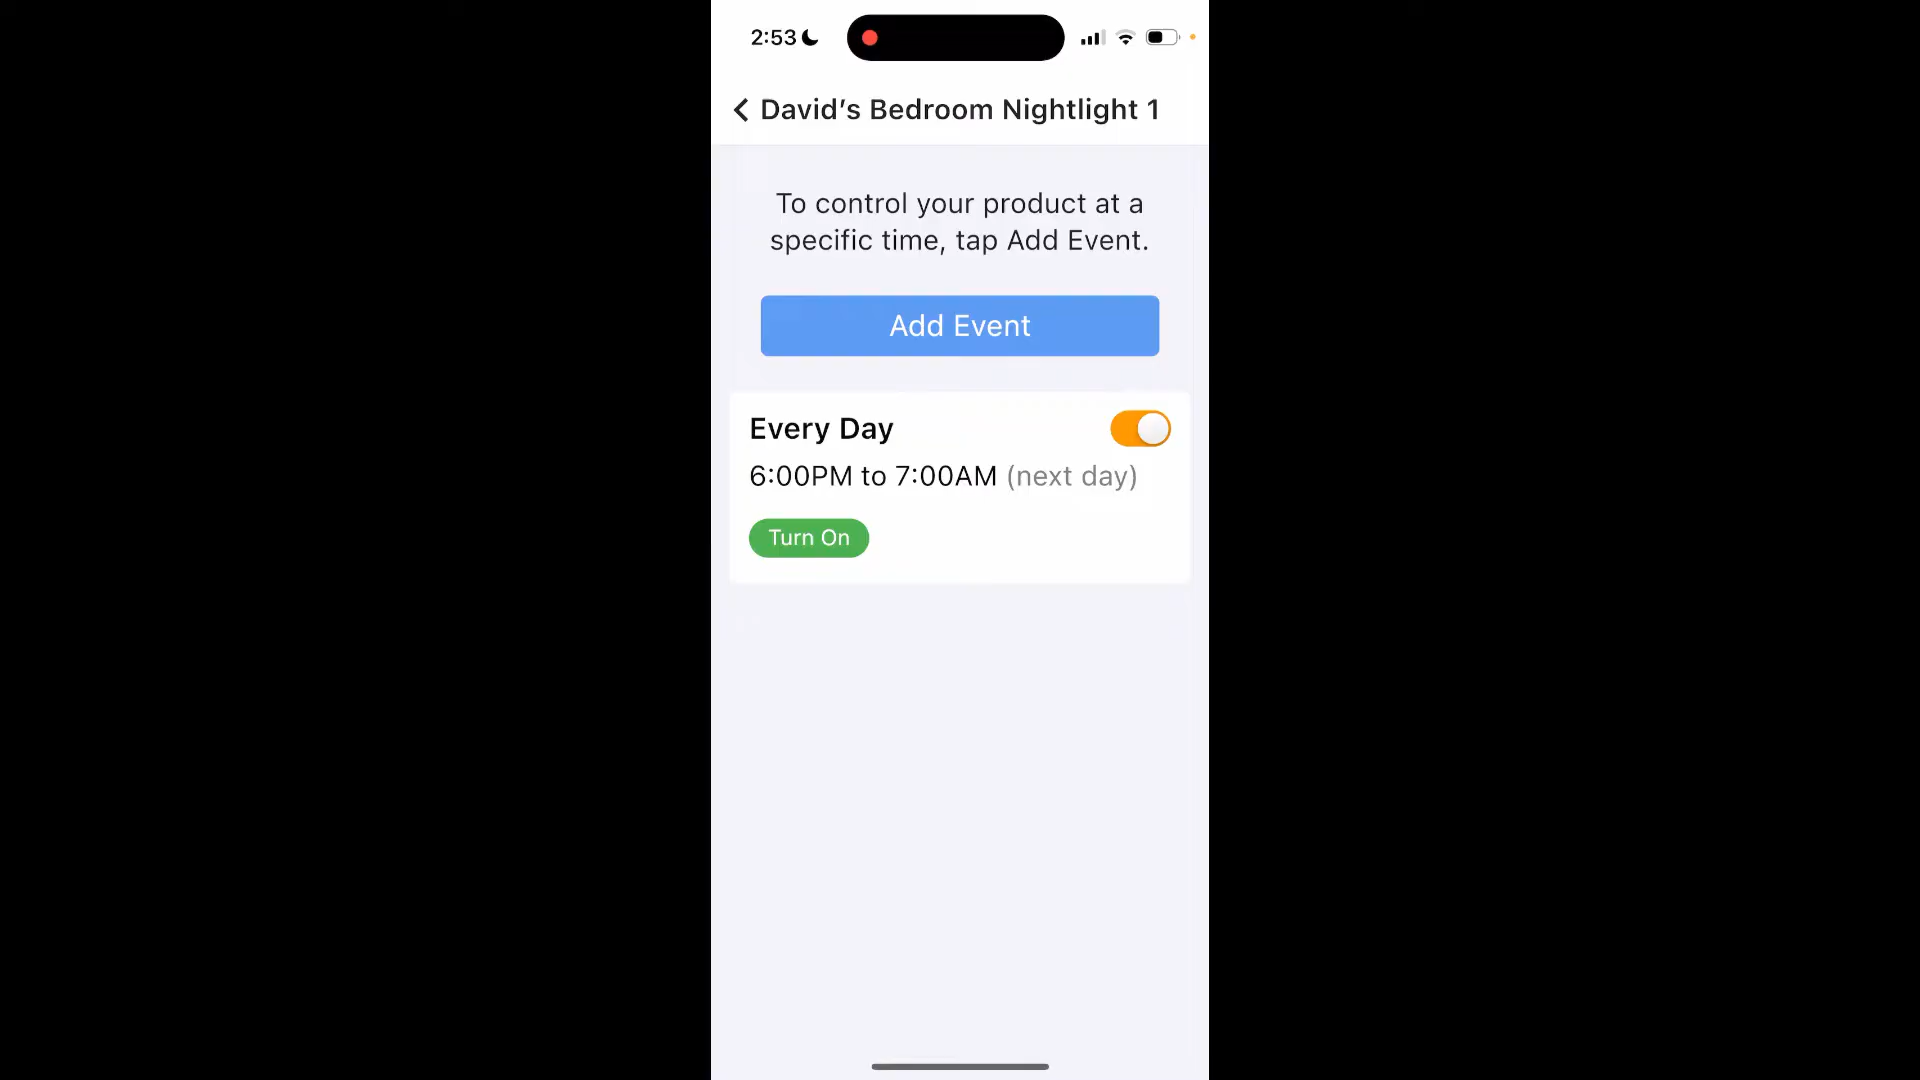 2:53
David's Bedroom Nightlight 1
To control your product at a
specific time, tap Add Event.
Add Event
Every Day
6:00PM to 7:00AM (next day)
Turn On